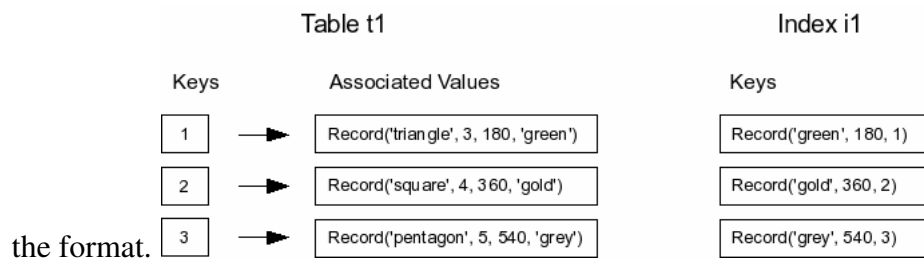 Table t1 Index i1
Keys Associated Values Keys
1 Record('triangle', 3, 180, 'green') Record('green', 180, 1)
2 Record('square', 4, 360, 'gold') Record('gold', 360, 2)
the format. 3 Record('pentagon', 5, 540, 'grey') Record('grey', 540, 3)